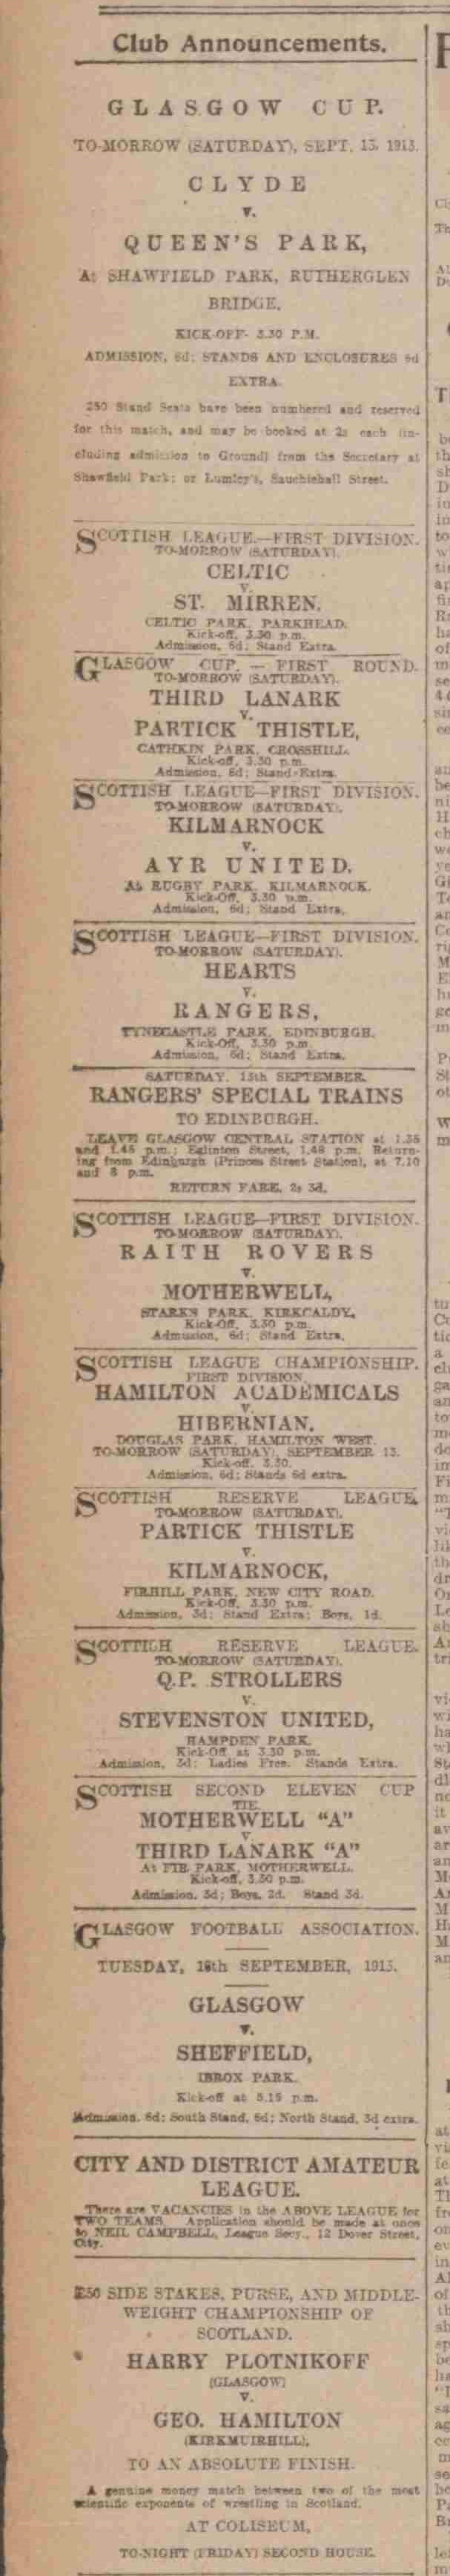 Club Announcements.
GLASGOW CUP.
TO-MORROW (SATURDAY), SEPT. 13, 1913.
CLYDE
v.
QUEEN'S PARK,
At SHAWFIELD PARK, RUTHERGLEN
BRIDGE.
KICK-OFF- 3.30 P.M.
ADMISSION, 6d; STANDS AND ENCLOSURES 6d
EXTRA.
250 Stand Seats have been numbered and reserved
for this match, and may be booked at 2s each (in-
cluding admission to Ground) from the Secretary at
Shawfield Park; or Lumley's, Sauchiehall Street.
SCOTTISH LEAGUE.—FIRST DIVISION.
TO-MORROW (SATURDAY).
CELTIC
v.
ST. MIRREN.
CELTIC PARK, PARKHEAD.
Kick-off, 3.30 p.m.
Admission, 6d; Stand Extra.
GLASGOW CUP. — FIRST ROUND.
TO-MORROW (SATURDAY).
THIRD LANARK
v.
PARTICK THISTLE,
CATHKIN PARK, CROSSHILL.
Kick-off, 3.30 p.m.
Admission, 6d; Stand Extra.
SCOTTISH LEAGUE—FIRST DIVISION.
TO-MORROW (SATURDAY).
KILMARNOCK
v.
AYR UNITED.
At RUGBY PARK, KILMARNOCK.
Kick-Off, 3.30 p.m.
Admission, 6d; Stand Extra.
SCOTTISH LEAGUE—FIRST DIVISION.
TO-MORROW (SATURDAY).
HEARTS
v.
RANGERS,
TYNECASTLE PARK, EDINBURGH.
Kick-Off, 3.30 p.m.
Admission, 6d; Stand Extra.
SATURDAY, 13th SEPTEMBER.
RANGERS' SPECIAL TRAINS
TO EDINBURGH.
LEAVE GLASGOW CENTRAL STATION at 1.35
and 1.45 p.m.; Eglinton Street, 1.48 p.m. Return-
ing from Edinburgh (Princes Street Station), at 7.10
and 8 p.m.
RETURN FARE, 2s 3d.
SCOTTISH LEAGUE—FIRST DIVISION.
TO-MORROW (SATURDAY).
RAITH ROVERS
v.
MOTHERWELL,
STARK'S PARK, KIRKCALDY,
Kick-Off, 3.30 p.m.
Admission, 6d; Stand Extra.
SCOTTISH LEAGUE CHAMPIONSHIP.
FIRST DIVISION.
HAMILTON ACADEMICALS
v.
HIBERNIAN,
DOUGLAS PARK, HAMILTON WEST.
TO-MORROW (SATURDAY), SEPTEMBER 13.
Kick-off, 3.30.
Admission, 6d; Stands 6d extra.
SCOTTISH RESERVE LEAGUE,
TO-MORROW (SATURDAY).
PARTICK THISTLE
v.
KILMARNOCK,
FIRHILL PARK, NEW CITY ROAD.
Kick-Off, 3.30 p.m.
Admission, 3d; Stand Extra; Boys, 1d.
SCOTTISH RESERVE LEAGUE.
TO-MORROW (SATURDAY).
Q.P. STROLLERS
v.
STEVENSTON UNITED,
HAMPDEN PARK.
Kick-Off at 3.30 p.m.
Admission, 3d; Ladies Free. Stands Extra.
SCOTTISH SECOND ELEVEN CUP
TIE.
MOTHERWELL "A"
v.
THIRD LANARK "A"
At FIR PARK, MOTHERWELL.
Kick-off, 3.30 p.m.
Admission, 3d; Boys, 2d. Stand 3d.
GLASGOW FOOTBALL ASSOCIATION.
TUESDAY, 16th SEPTEMBER, 1913.
GLASGOW
v.
SHEFFIELD,
IBROX PARK.
Kick-off at 5.15 p.m.
Admission, 6d; South Stand, 6d; North Stand, 3d extra.
CITY AND DISTRICT AMATEUR
LEAGUE.
There are VACANCIES in the ABOVE LEAGUE for
TWO TEAMS. Application should be made at once
to NEIL CAMPBELL, League Secy., 12 Dover Street,
City.
£50 SIDE STAKES, PURSE, AND MIDDLE-
WEIGHT CHAMPIONSHIP OF
SCOTLAND.
HARRY PLOTNIKOFF
(GLASGOW)
v.
GEO. HAMILTON
(KIRKMUIRHILL),
TO AN ABSOLUTE FINISH.
A genuine money match between two of the most
scientific exponents of wrestling in Scotland.
AT COLISEUM,
TO-NIGHT (FRIDAY) SECOND HOUSE.